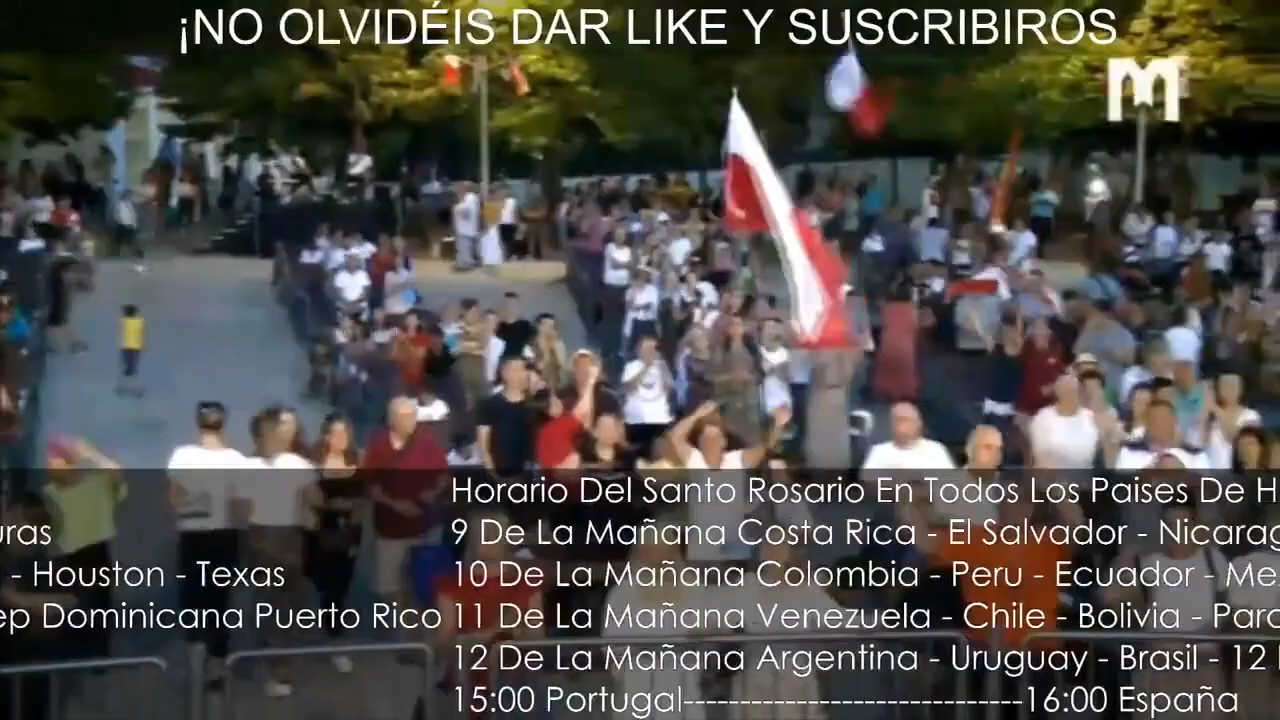 ¡NO OLVIDÉIS DAR LIKE Y SUSCRIBIROS
M
Horario Del Santo Rosario En Todos Los Paises De H
uras
9 De La Mañana Costa Rica - El Salvador - Nicarag
- Houston - Texas
10 De La Mañana Colombia - Peru - Ecuador - Me
ep Dominicana Puerto Rico
11 De La Mañana Venezuela - Chile - Bolivia - Para
12 De La Mañana Argentina - Uruguay - Brasil - 12
15:00 Portugal-----------------------------16:00 España